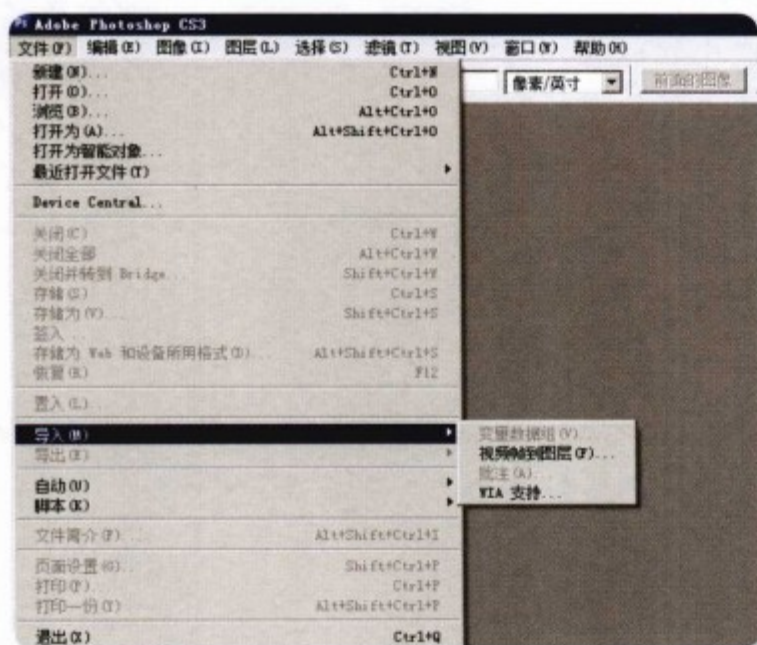 Adobe Photoshop CS3
文件(F) 编辑(E) 图像(I) 图层(L) 选择(S) 滤镜(T) 视图(V) 窗口(W) 帮助(H)
新建(N)... Ctrl+N
像素/英寸 前面的图像
打开(O)... Ctrl+O
浏览(B)... Alt+Ctrl+O
打开为(A)... Alt+Shift+Ctrl+O
打开为智能对象...
最近打开文件(T)
Device Central...
关闭(C) Ctrl+W
关闭全部 Alt+Ctrl+W
关闭并转到 Bridge... Shift+Ctrl+W
存储(S) Ctrl+S
存储为(V)... Shift+Ctrl+S
签入...
存储为 Web 和设备所用格式(D)... Alt+Shift+Ctrl+S
恢复(R) F12
置入(L)...
导入(M)
变量数据组(V)...
导出(E)
视频帧到图层(F)...
批注(A)...
自动(U)
WIA 支持...
脚本(K)
文件简介(F)... Alt+Shift+Ctrl+I
页面设置(G)... Shift+Ctrl+P
打印(P)... Ctrl+P
打印一份(Y) Alt+Shift+Ctrl+P
退出(X) Ctrl+Q